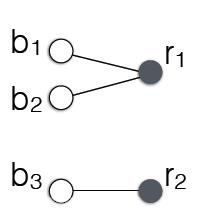 b₁ r₁
b₂
b₃ r₂